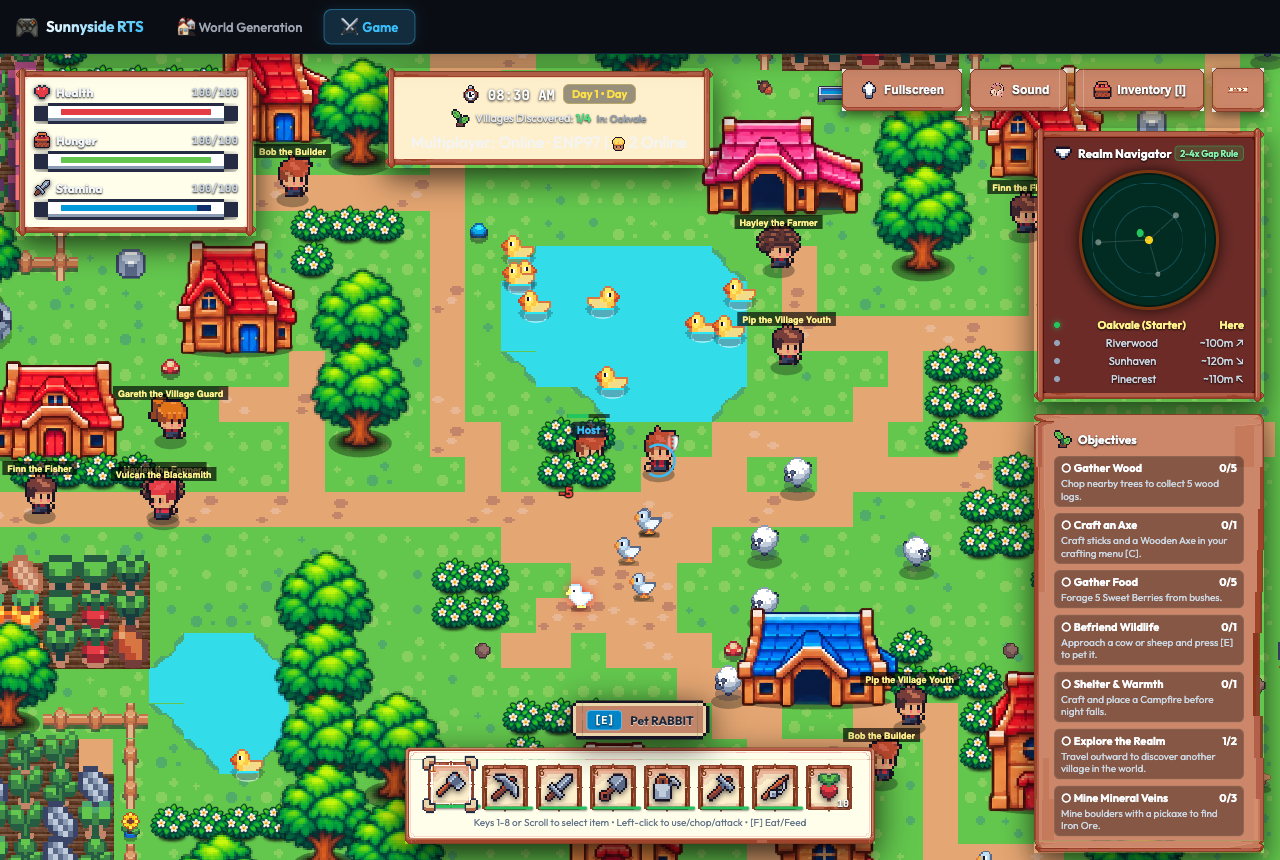 Sunnyside RTS
World Generation
Game
Health 100/100
Hunger 100/100
Stamina 100/100
08:30 AM Day 1 • Day
Villages Discovered: 1/4 In: Oakvale
Multiplayer Online
2 Online
Fullscreen
Sound
Inventory [I]
Realm Navigator 2-4x Gap Rule
Oakvale (Starter) Here
Riverwood ~100m ↗
Sunhaven ~120m ↘
Pinecrest ~110m ↖
Objectives
Gather Wood 0/5
Chop nearby trees to collect 5 wood
logs.
Craft an Axe 0/1
Craft sticks and a Wooden Axe in your
crafting menu [C].
Gather Food 0/5
Forage 5 Sweet Berries from bushes.
Befriend Wildlife 0/1
Approach a cow or sheep and press [E]
to pet it.
Shelter & Warmth 0/1
Craft and place a Campfire before
night falls.
Explore the Realm 1/2
Travel outward to discover another
village in the world.
Mine Mineral Veins 0/3
Mine boulders with a pickaxe to find
Iron Ore.
Bob the Builder
Hayley the Farmer
Finn the Fi
Pip the Village Youth
Gareth the Village Guard
Host
Finn the Fisher
Vulcan the Blacksmith
-5
Pip the Village Youth
Bob the Builder
[E] Pet RABBIT
10
Keys 1-8 or Scroll to select item • Left-click to use/chop/attack • [F] Eat/Feed